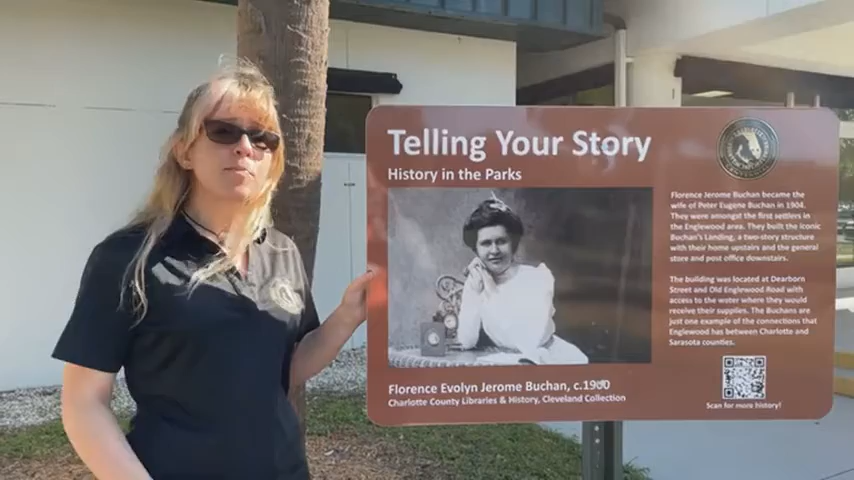 Telling Your Story
History in the Parks
Florence Jerome Buchan became the
wife of Peter Eugene Buchan in 1904.
They were amongst the first settlers in
the Englewood area. They built the iconic
Buchan's Landing, a two-story structure
with their home upstairs and the general
store and post office downstairs.
The building was located at Dearborn
Street and Old Englewood Road with
access to the water where they would
receive their supplies. The Buchans are
just one example of the connections that
Englewood has between Charlotte and
Sarasota counties.
Florence Evolyn Jerome Buchan, c.1900
Charlotte County Libraries & History, Cleveland Collection
Scan for more history!